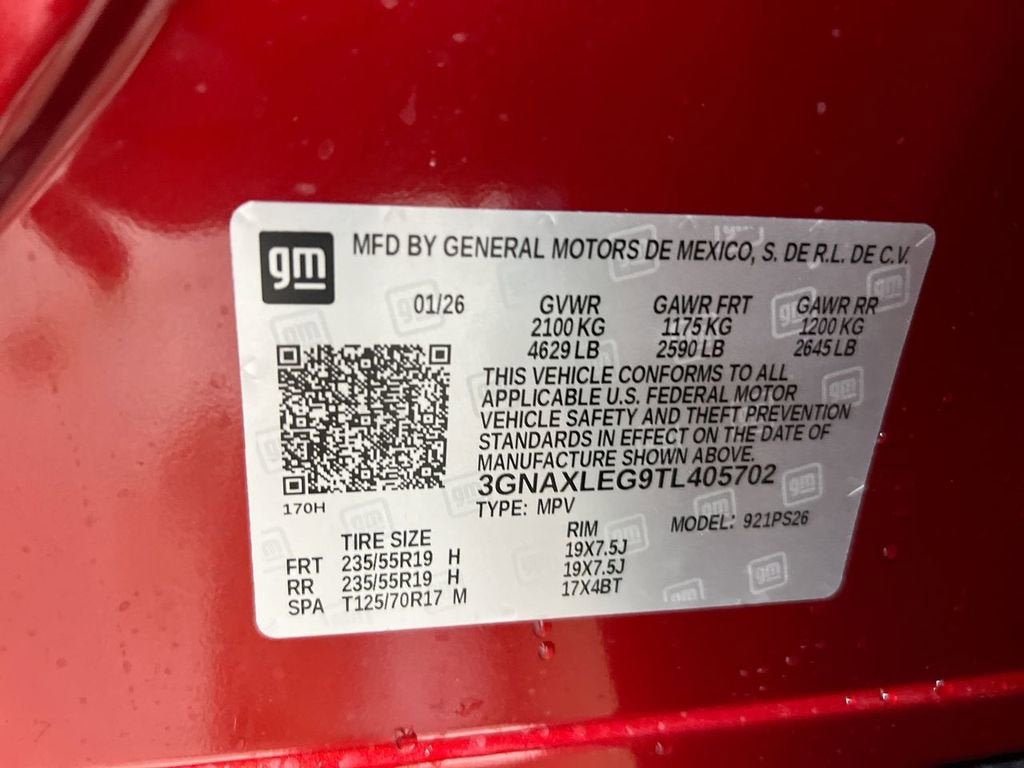 gm
MFD BY GENERAL MOTORS DE MEXICO, S. DE R.L. DE C.V.
01/26 GVWR GAWR FRT GAWR RR
2100 KG 1175 KG 1200 KG
4629 LB 2590 LB 2645 LB
THIS VEHICLE CONFORMS TO ALL
APPLICABLE U.S. FEDERAL MOTOR
VEHICLE SAFETY AND THEFT PREVENTION
STANDARDS IN EFFECT ON THE DATE OF
MANUFACTURE SHOWN ABOVE.
3GNAXLEG9TL405702
170H
TYPE: MPV MODEL: 921PS26
TIRE SIZE RIM
FRT 235/55R19 H 19X7.5J
RR 235/55R19 H 19X7.5J
SPA T125/70R17 M 17X4BT